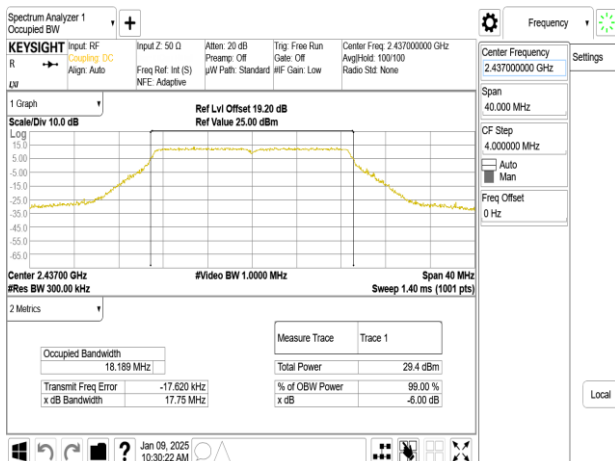 Spectrum Analyzer 1
Occupied BW
Frequency
KEYSIGHT
R
LXI
Input: RF
Coupling: DC
Align: Auto
Input Z: 50 Ω
Freq Ref: Int (S)
NFE: Adaptive
Atten: 20 dB
Preamp: Off
µW Path: Standard
Trig: Free Run
Gate: Off
#IF Gain: Low
Center Freq: 2.437000000 GHz
Avg|Hold: 100/100
Radio Std: None
Center Frequency
2.437000000 GHz
Settings
Span
40.000 MHz
CF Step
4.000000 MHz
Auto
Man
Freq Offset
0 Hz
Local
1 Graph
Scale/Div 10.0 dB
Ref Lvl Offset 19.20 dB
Ref Value 25.00 dBm
Log
15.0
5.00
-5.00
-15.0
-25.0
-35.0
-45.0
-55.0
-65.0
Center 2.43700 GHz
#Res BW 300.00 kHz
#Video BW 1.0000 MHz
Span 40 MHz
Sweep 1.40 ms (1001 pts)
2 Metrics
Measure Trace Trace 1
Occupied Bandwidth
18.189 MHz
Total Power 29.4 dBm
Transmit Freq Error -17.620 kHz
% of OBW Power 99.00 %
x dB Bandwidth 17.75 MHz
x dB -6.00 dB
?
Jan 09, 2025
10:30:22 AM